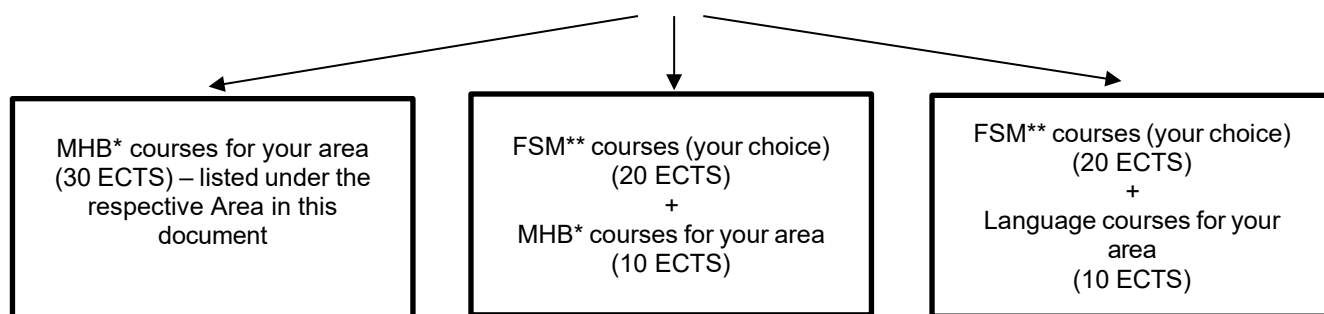 MHB* courses for your area
(30 ECTS) – listed under the
respective Area in this
document
FSM** courses (your choice)
(20 ECTS)
+
MHB* courses for your area
(10 ECTS)
FSM** courses (your choice)
(20 ECTS)
+
Language courses for your
area
(10 ECTS)